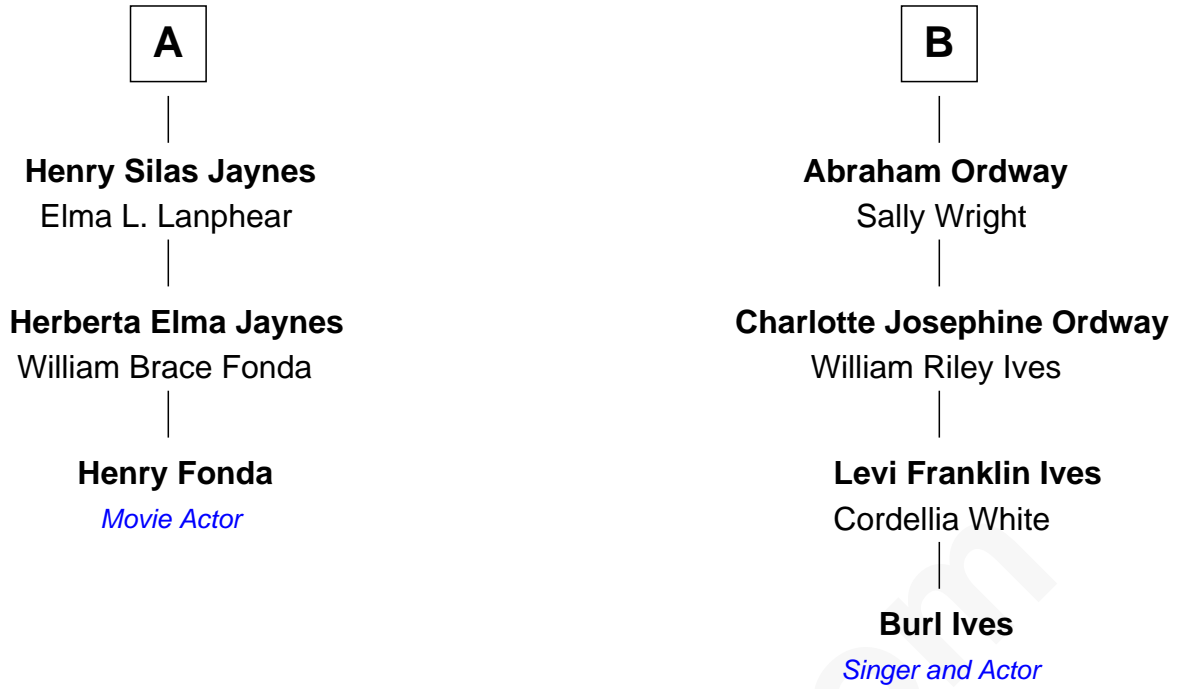 A
Henry Silas Jaynes
Elma L. Lanphear
Herberta Elma Jaynes
William Brace Fonda
Henry Fonda
Movie Actor
B
Abraham Ordway
Sally Wright
Charlotte Josephine Ordway
William Riley Ives
Levi Franklin Ives
Cordellia White
Burl Ives
Singer and Actor
om